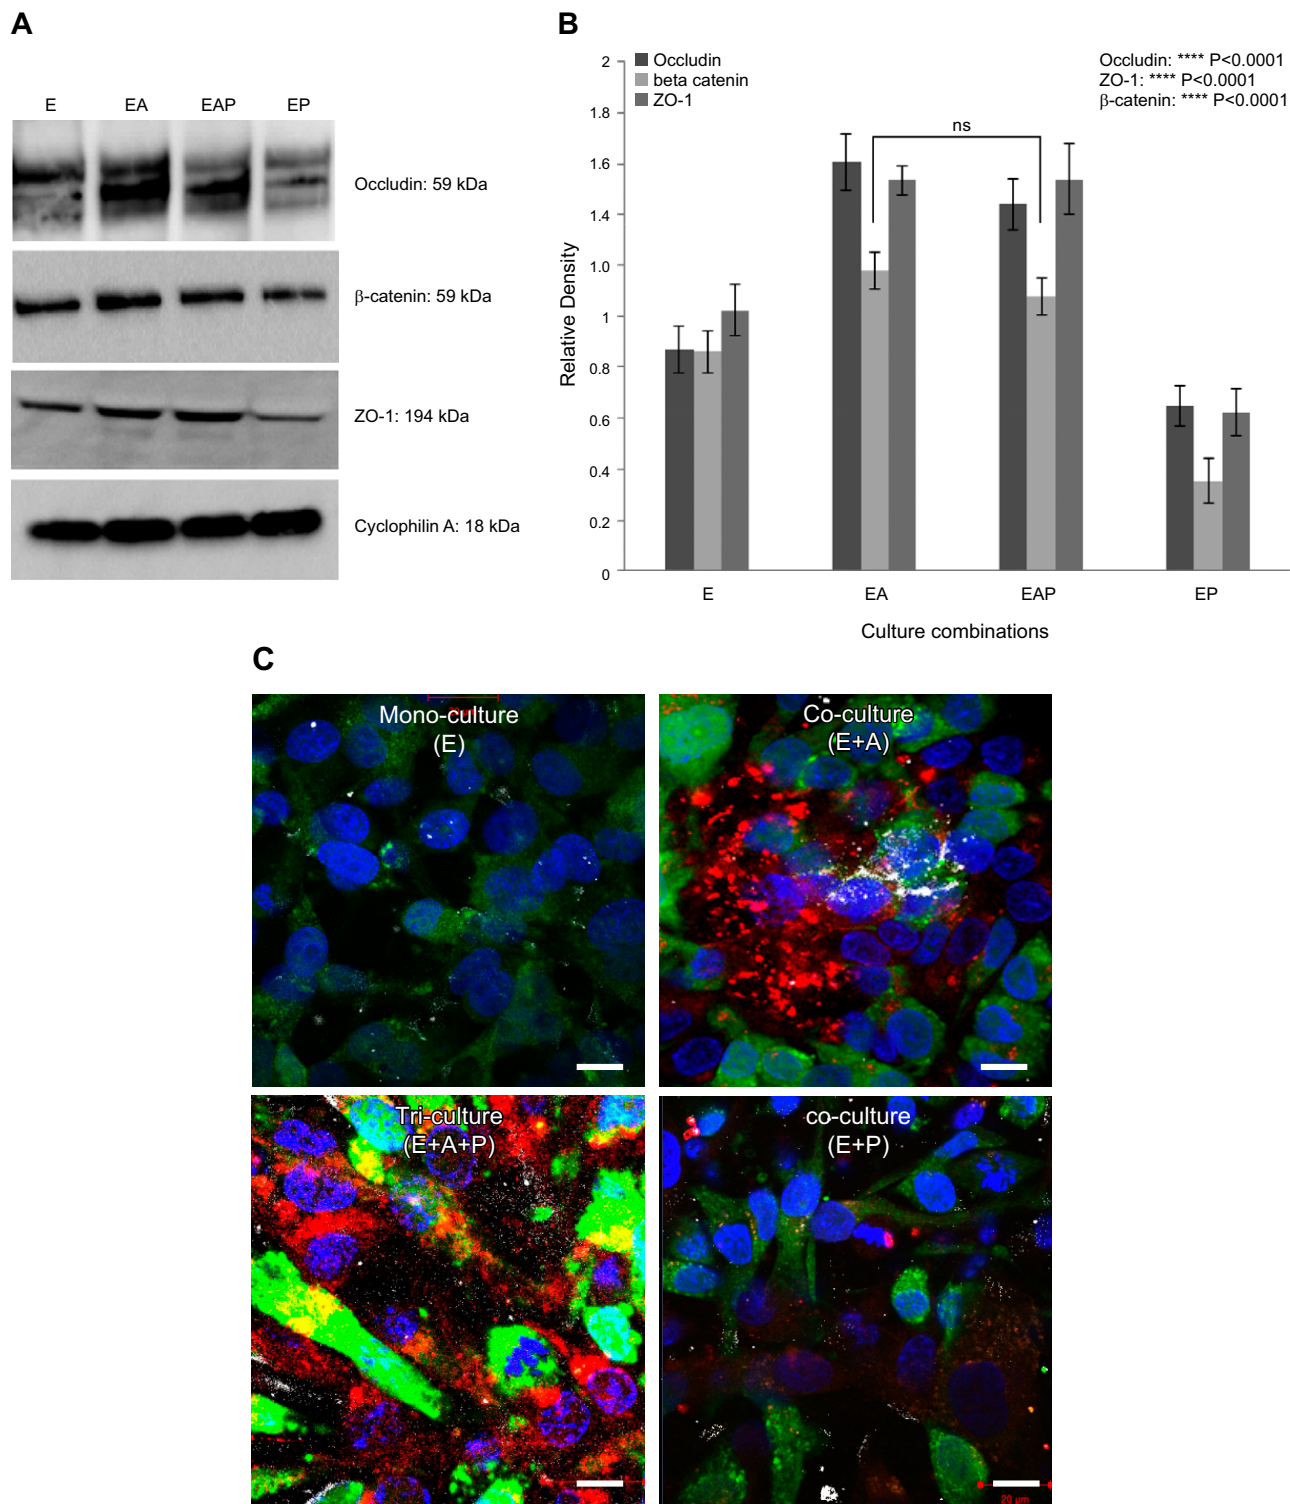 A
E EA EAP EP
Occludin: 59 kDa
β-catenin: 59 kDa
ZO-1: 194 kDa
Cyclophilin A: 18 kDa
B
Occludin
beta catenin
ZO-1
Occludin: **** P<0.0001
ZO-1: **** P<0.0001
β-catenin: **** P<0.0001
ns
Relative Density
2
1.8
1.6
1.4
1.0
1
0.8
0.6
0.4
0.2
0
E EA EAP EP
Culture combinations
C
Mono-culture
(E)
Co-culture
(E+A)
Tri-culture
(E+A+P)
co-culture
(E+P)
20 µm